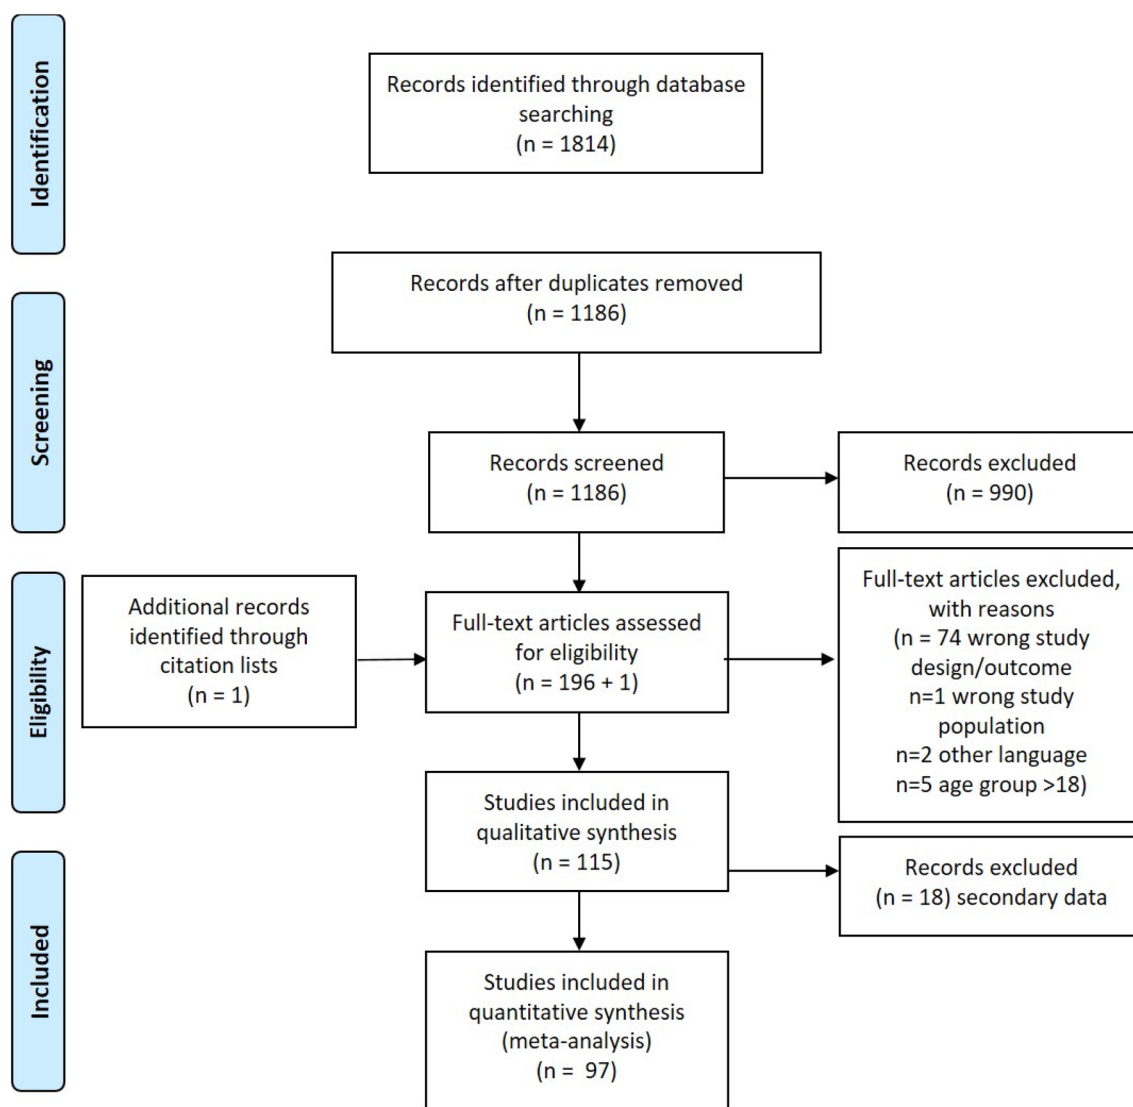 Identification
Records identified through database
searching
(n = 1814)
Records after duplicates removed
(n = 1186)
Screening
Records screened
(n = 1186)
Records excluded
(n = 990)
Eligibility
Additional records
identified through
citation lists
(n = 1)
Full-text articles assessed
for eligibility
(n = 196 + 1)
Full-text articles excluded,
with reasons
(n = 74 wrong study
design/outcome
n=1 wrong study
population
n=2 other language
n=5 age group >18)
Studies included in
qualitative synthesis
(n = 115)
Included
Records excluded
(n = 18) secondary data
Studies included in
quantitative synthesis
(meta-analysis)
(n = 97)